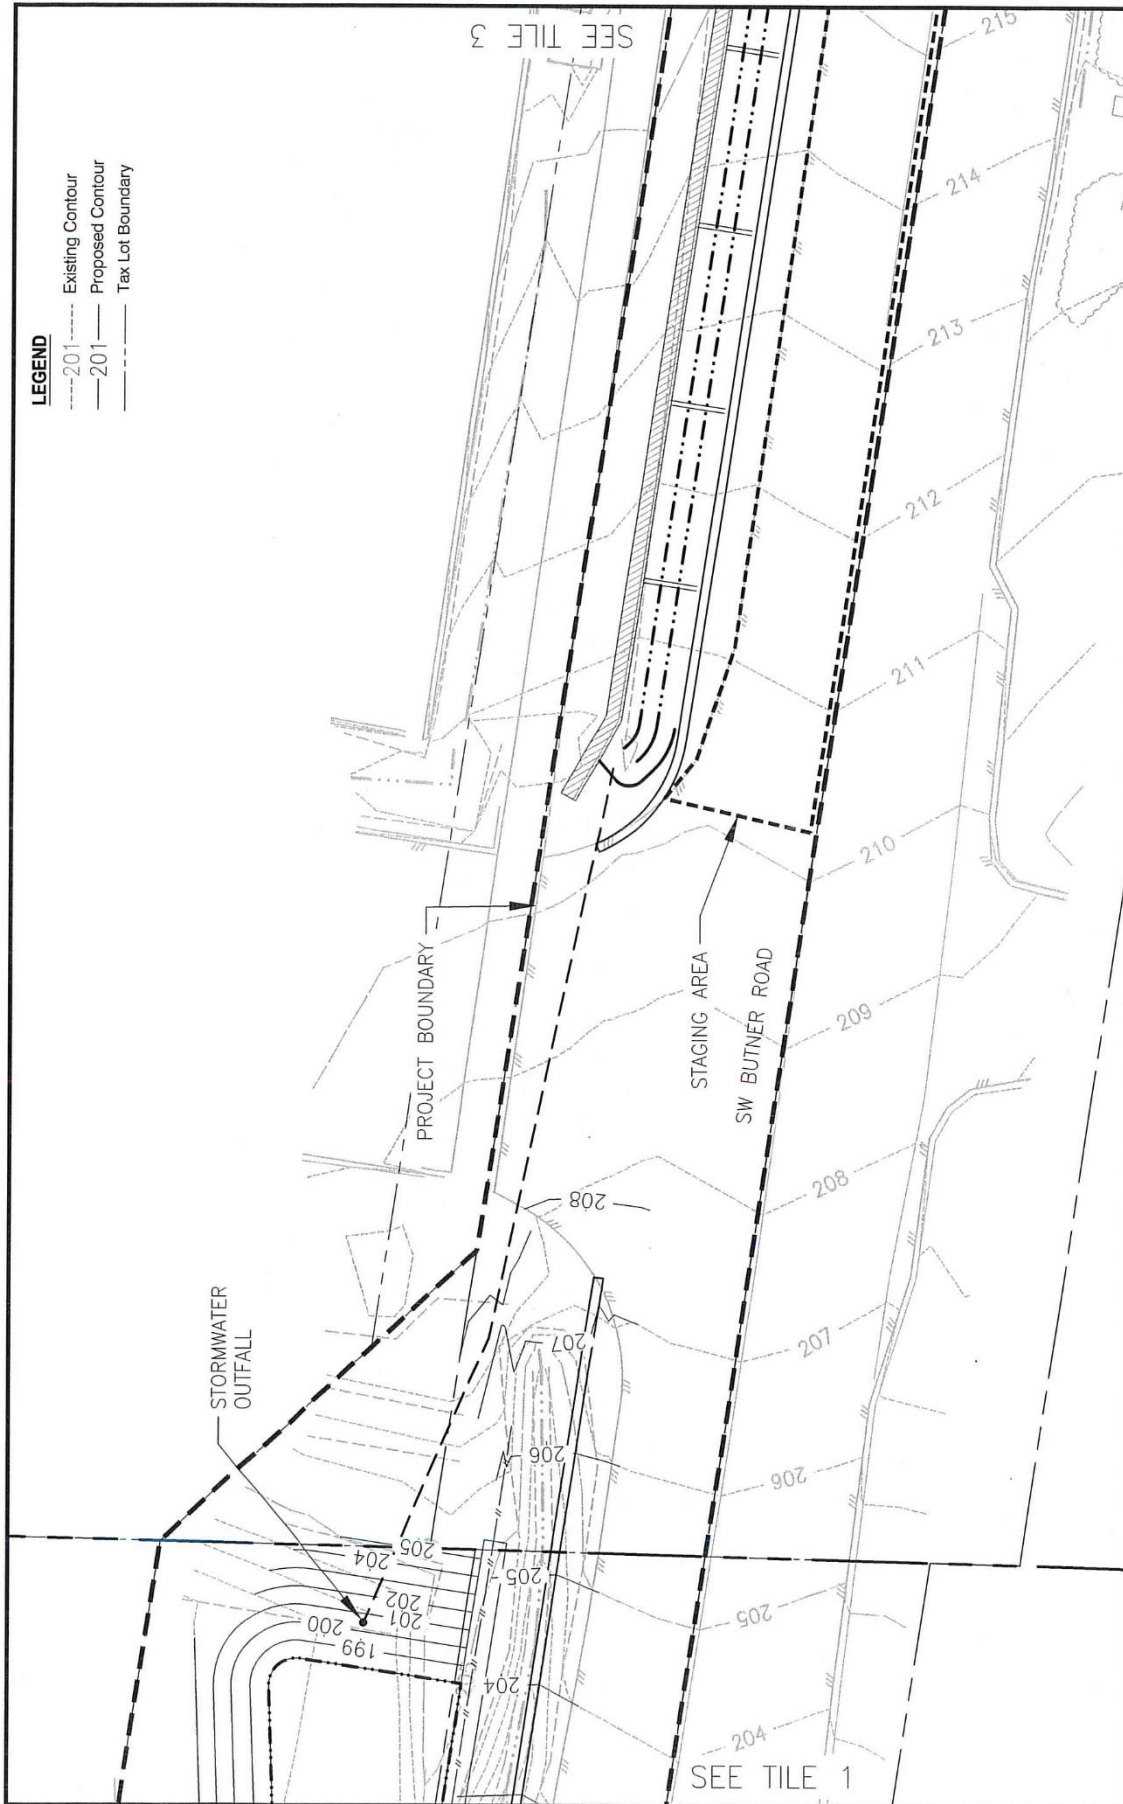 LEGEND
----201---- Existing Contour
——201—— Proposed Contour
Tax Lot Boundary
SEE TILE 3
215
214
213
212
211
210
209
208
207
206
205
204
PROJECT BOUNDARY
STAGING AREA
SW BUTNER ROAD
STORMWATER
OUTFALL
208
207
206
205
204
205
204
202
201
200
199
SEE TILE 1